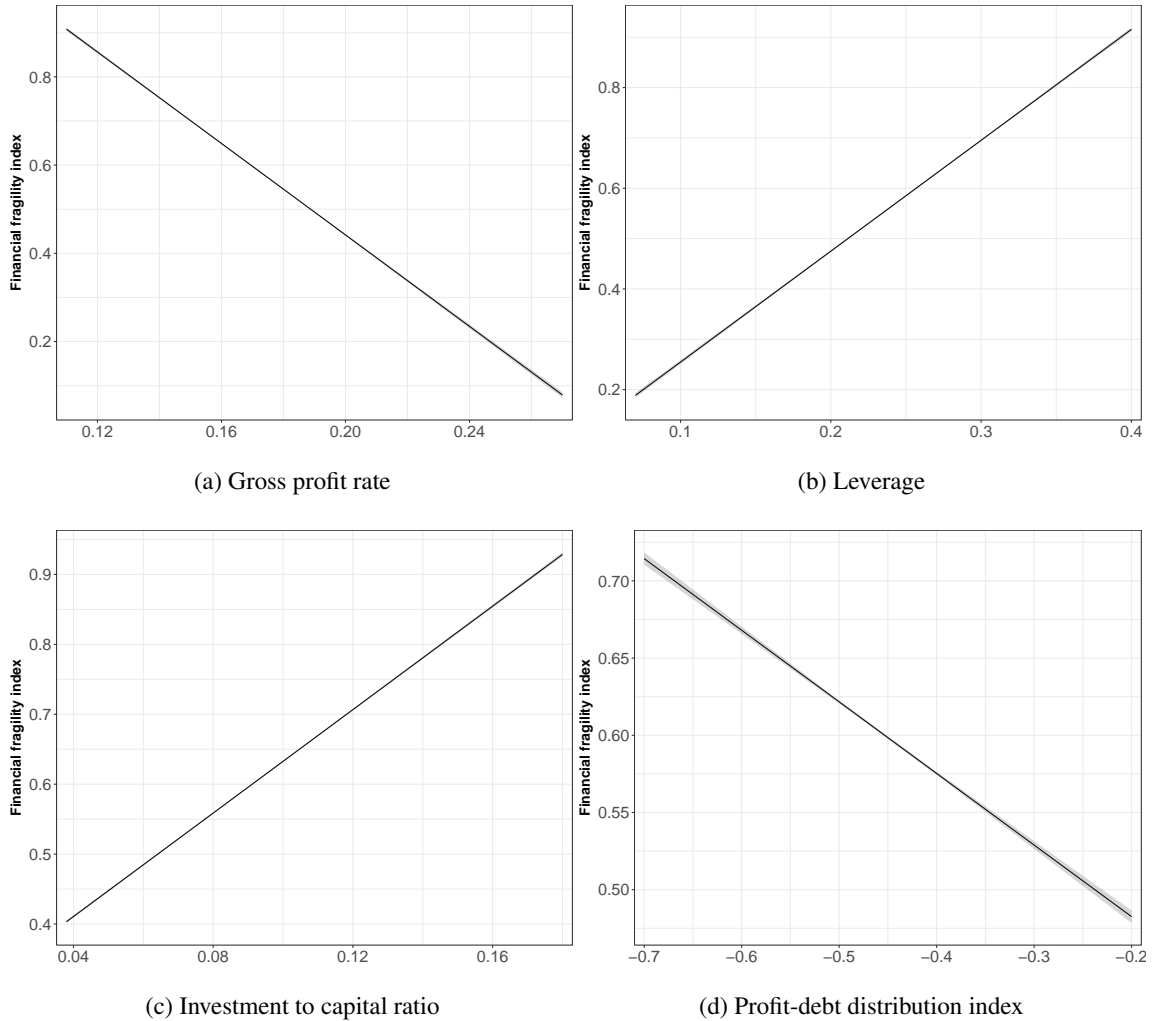 Financial fragility index
0.8
0.6
0.4
0.2
0.12 0.16 0.20 0.24
(a) Gross profit rate
Financial fragility index
0.8
0.6
0.4
0.2
0.1 0.2 0.3 0.4
(b) Leverage
Financial fragility index
0.9
0.8
0.7
0.6
0.5
0.4
0.04 0.08 0.12 0.16
(c) Investment to capital ratio
Financial fragility index
0.70
0.65
0.60
0.55
0.50
−0.7 −0.6 −0.5 −0.4 −0.3 −0.2
(d) Profit-debt distribution index